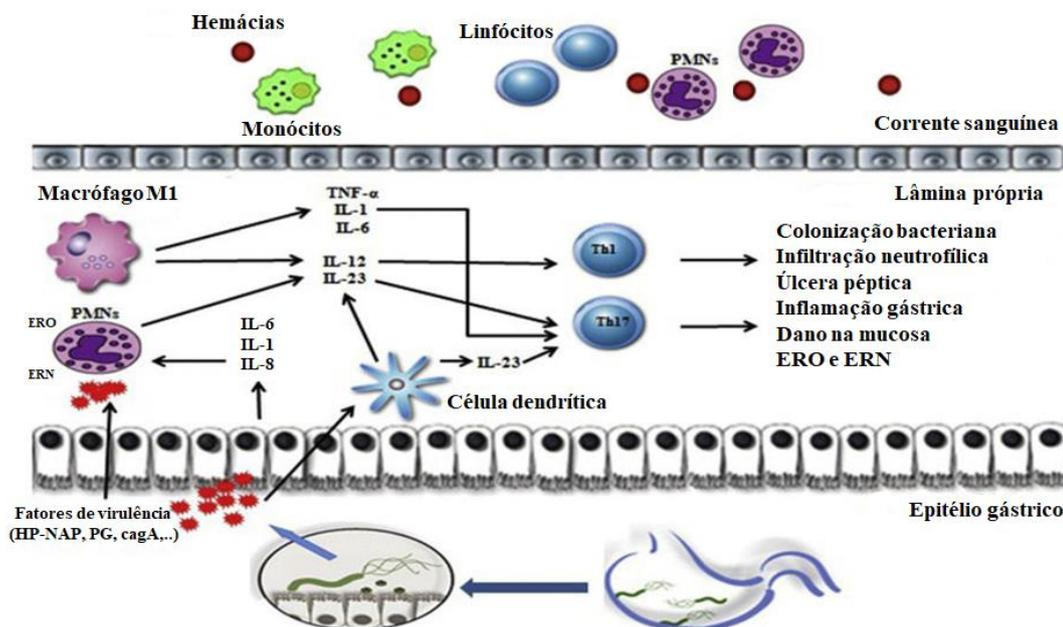 Hemácias
Linfócitos
PMNs
Monócitos
Corrente sanguínea
Macrófago M1
Lâmina própria
TNF-α
IL-1
IL-6
IL-12
IL-23
Th1
Th17
Colonização bacteriana
Infiltração neutrofílica
Úlcera péptica
Inflamação gástrica
Dano na mucosa
ERO e ERN
ERO
PMNs
ERN
IL-6
IL-1
IL-8
IL-23
Célula dendrítica
Fatores de virulência
(HP-NAP, PG, cagA,..)
Epitélio gástrico